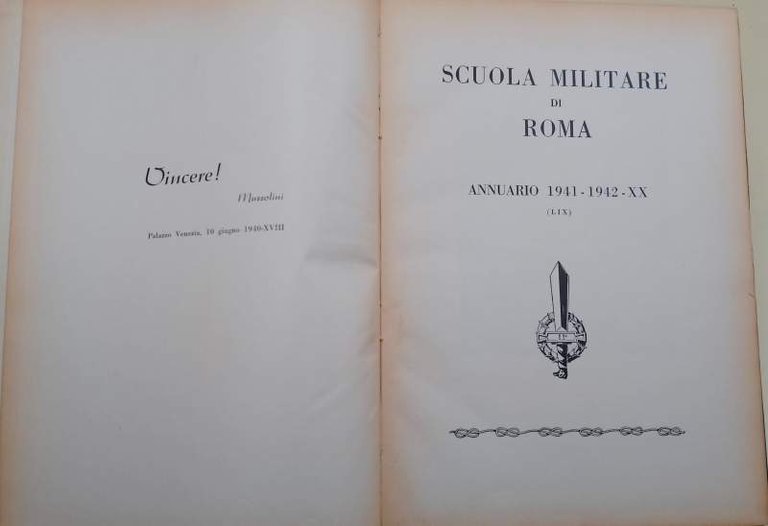 Vincere!
Mussolini
Palazzo Venezia, 10 giugno 1940-XVIII
SCUOLA MILITARE
DI
ROMA
ANNUARIO 1941-1942-XX
(LIX)